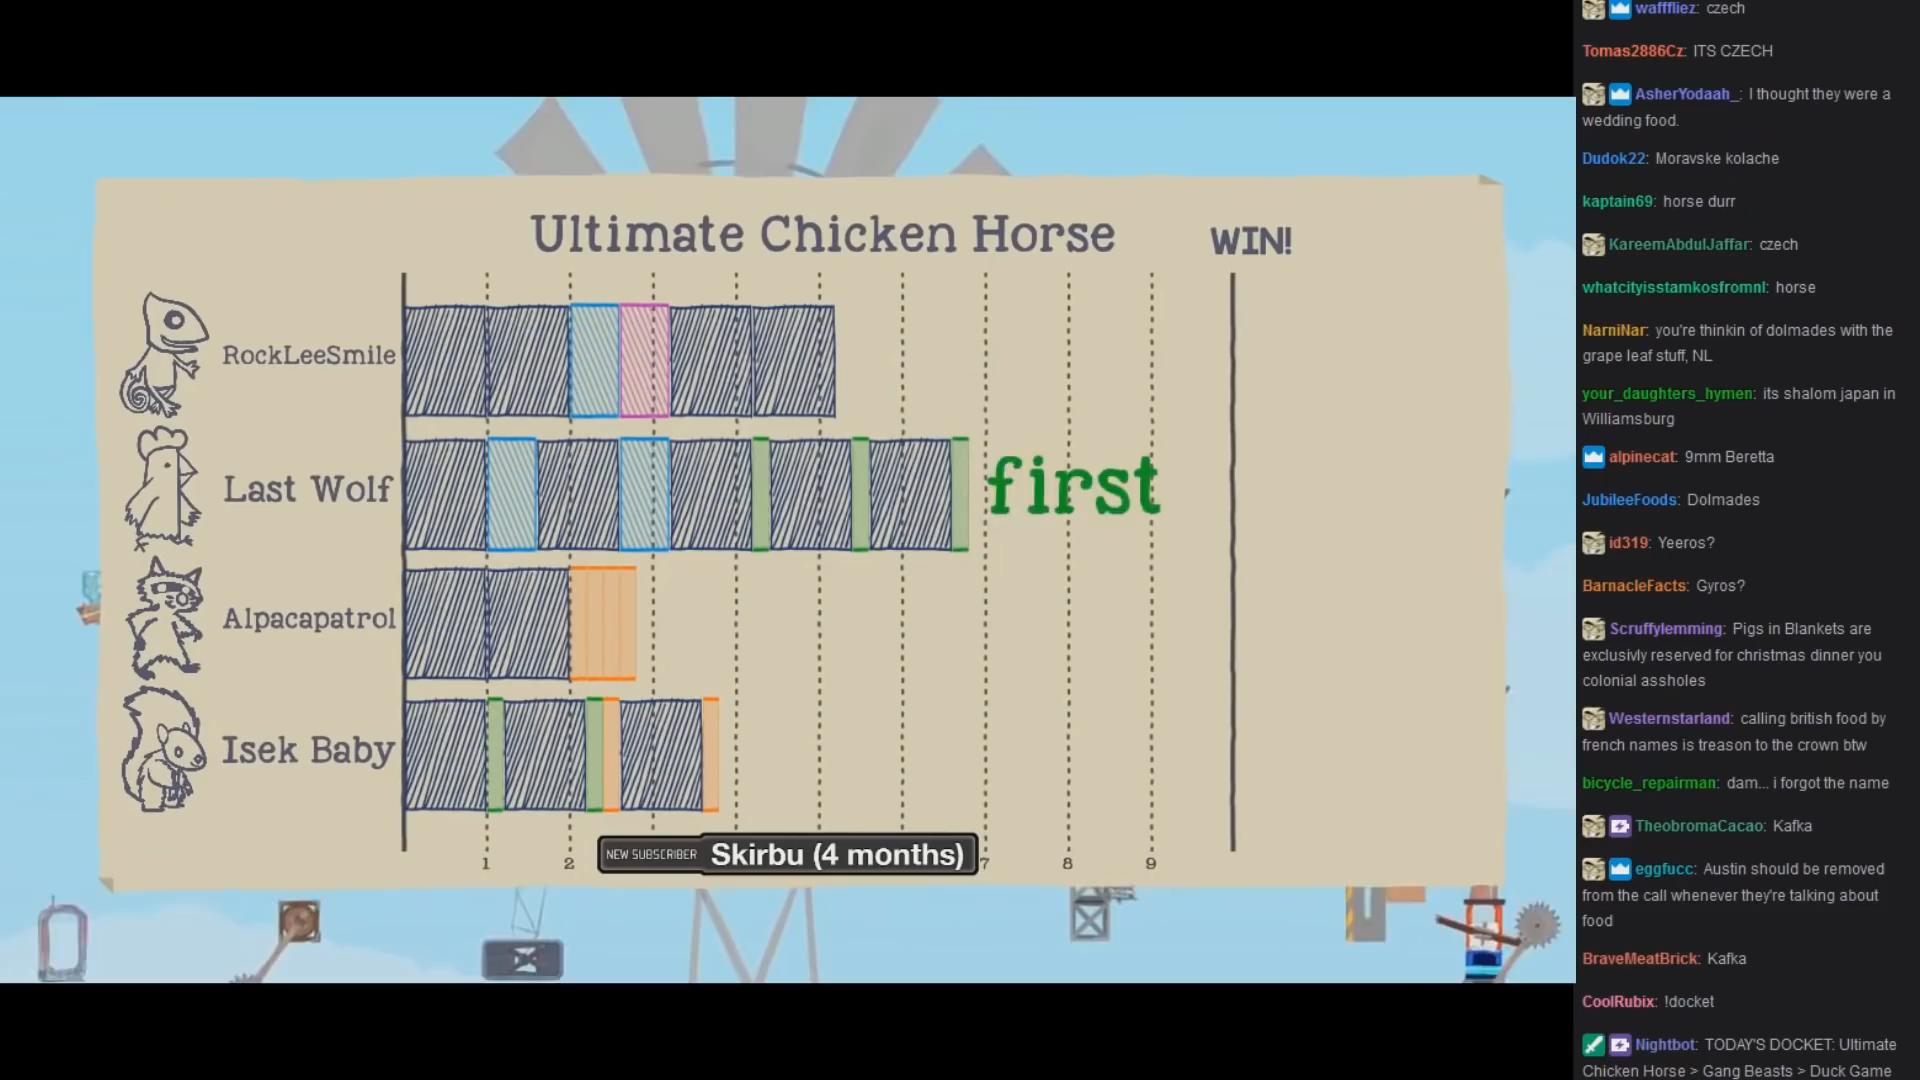 Ultimate Chicken Horse
WIN!
RockLeeSmile
Last Wolf
first
Alpacapatrol
Isek Baby
1 2 7 8 9
NEW SUBSCRIBER Skirbu (4 months)
wafffliez: czech
Tomas2886Cz: ITS CZECH
AsherYodaah_: I thought they were a
wedding food.
Dudok22: Moravske kolache
kaptain69: horse durr
KareemAbdulJaffar: czech
whatcityisstamkosfromnl: horse
NarniNar: you're thinkin of dolmades with the
grape leaf stuff, NL
your_daughters_hymen: its shalom japan in
Williamsburg
alpinecat: 9mm Beretta
JubileeFoods: Dolmades
id319: Yeeros?
BarnacleFacts: Gyros?
Scruffylemming: Pigs in Blankets are
exclusivly reserved for christmas dinner you
colonial assholes
Westernstarland: calling british food by
french names is treason to the crown btw
bicycle_repairman: dam... i forgot the name
TheobromaCacao: Kafka
eggfucc: Austin should be removed
from the call whenever they're talking about
food
BraveMeatBrick: Kafka
CoolRubix: !docket
Nightbot: TODAY'S DOCKET: Ultimate
Chicken Horse > Gang Beasts > Duck Game